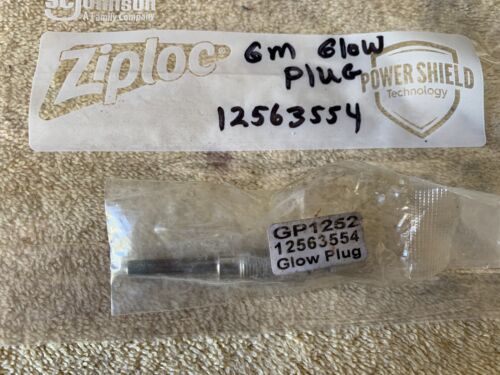 SC Johnson
A Family Company
Ziploc®
GM Glow
Plug
12563554
POWER SHIELD
Technology
GP1252
12563554
Glow Plug